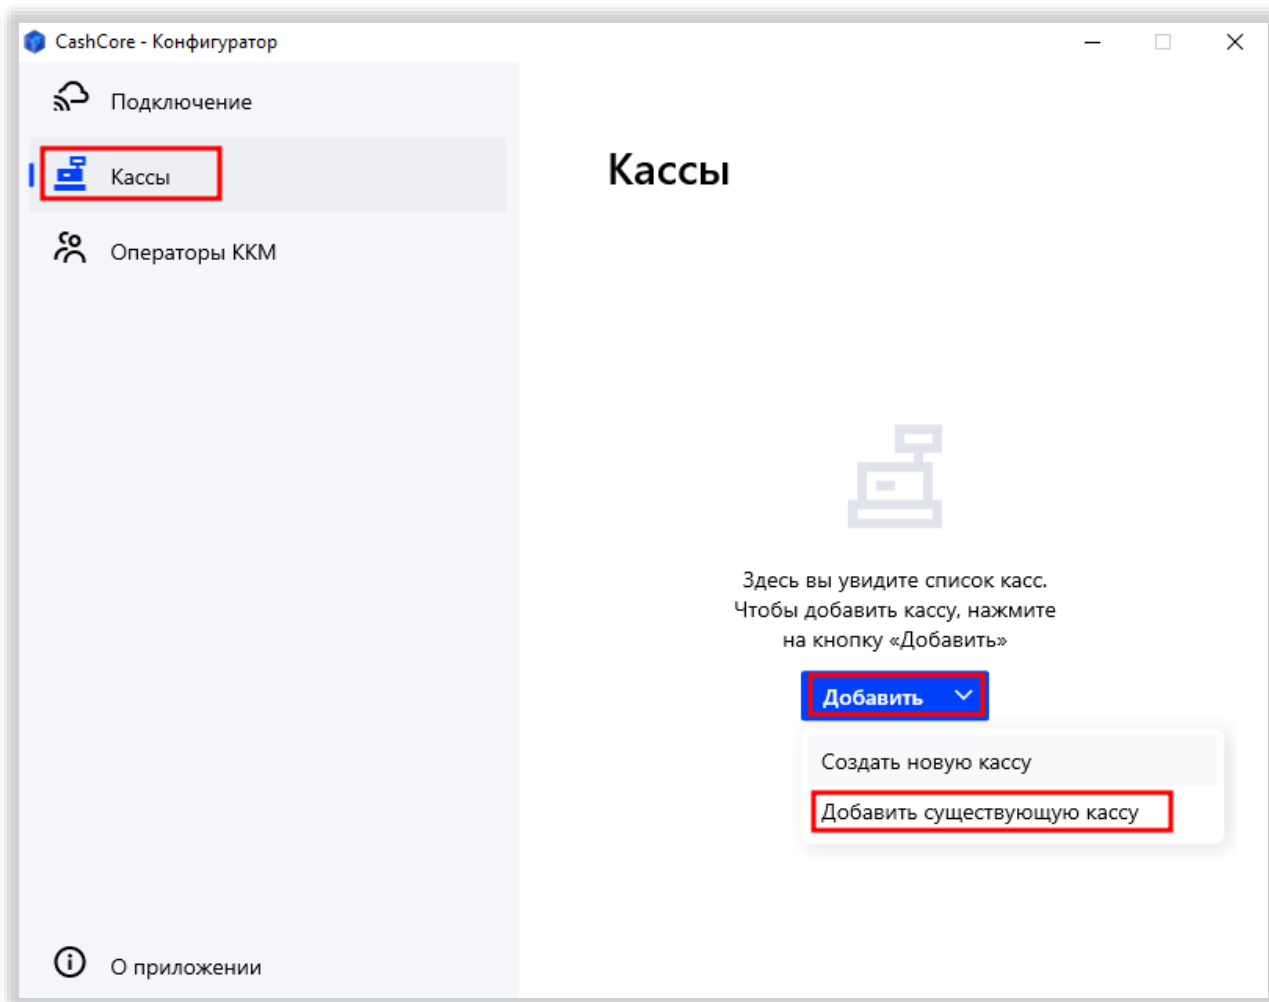 CashCore - Конфигуратор
Подключение
Кассы
Операторы ККМ
О приложении
Кассы
Здесь вы увидите список касс.
Чтобы добавить кассу, нажмите
на кнопку «Добавить»
Добавить
Создать новую кассу
Добавить существующую кассу